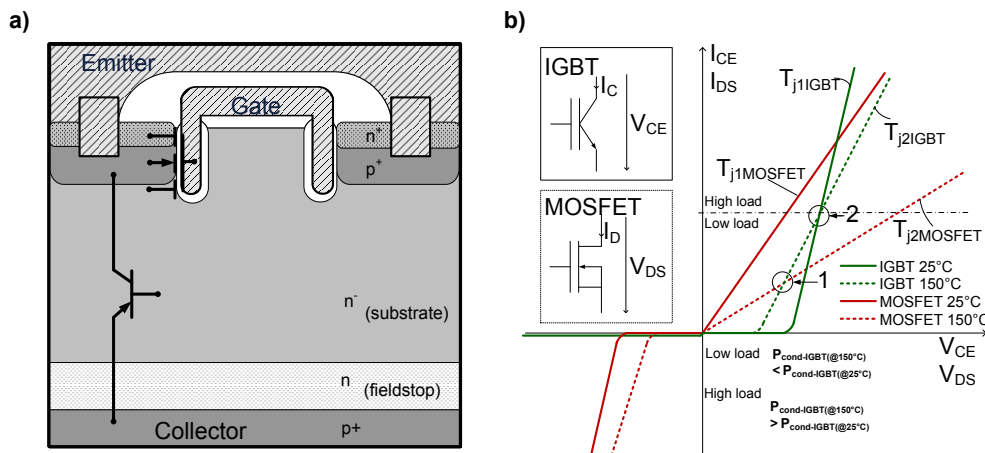 a)
Emitter
Gate
n+
p+
n-
(substrate)
n
(fieldstop)
Collector
p+
b)
IGBT
IC
VCE
MOSFET
ID
VDS
ICE
IDS
Tj1IGBT
Tj2IGBT
Tj1MOSFET
High load
Low load
2
Tj2MOSFET
1
IGBT 25°C
IGBT 150°C
MOSFET 25°C
MOSFET 150°C
VCE
VDS
Low load
Pcond-IGBT(@150°C)
< Pcond-IGBT(@25°C)
High load
Pcond-IGBT(@150°C)
> Pcond-IGBT(@25°C)